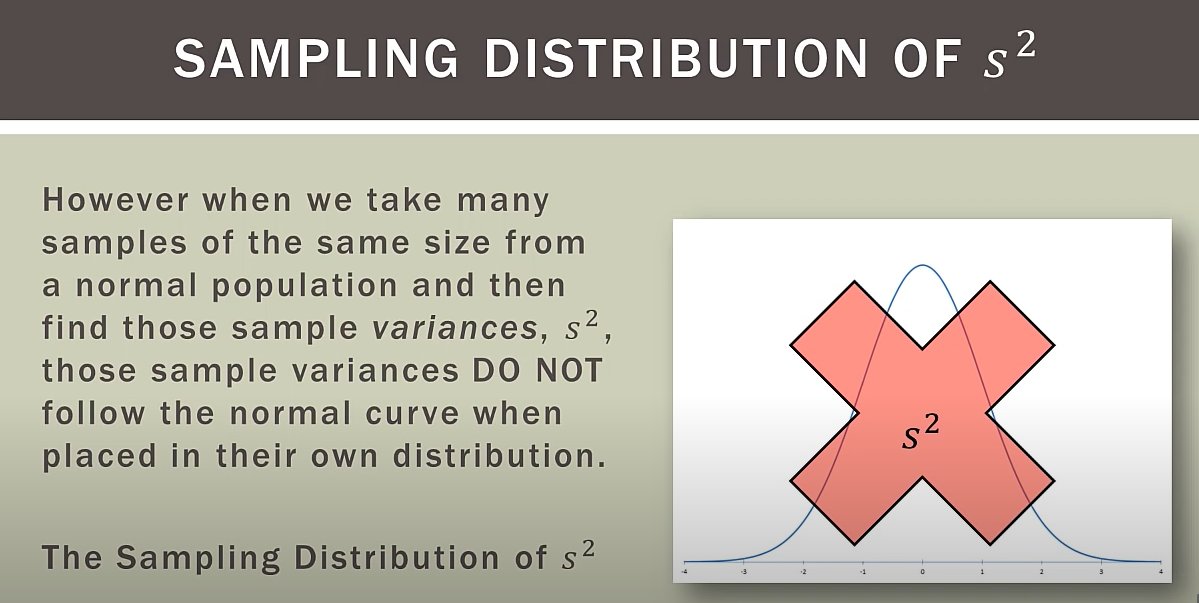 SAMPLING DISTRIBUTION OF s²
However when we take many
samples of the same size from
a normal population and then
find those sample variances, s²,
those sample variances DO NOT
follow the normal curve when
placed in their own distribution.
The Sampling Distribution of s²
s²
-4 -3 -2 -1 0 1 2 3 4